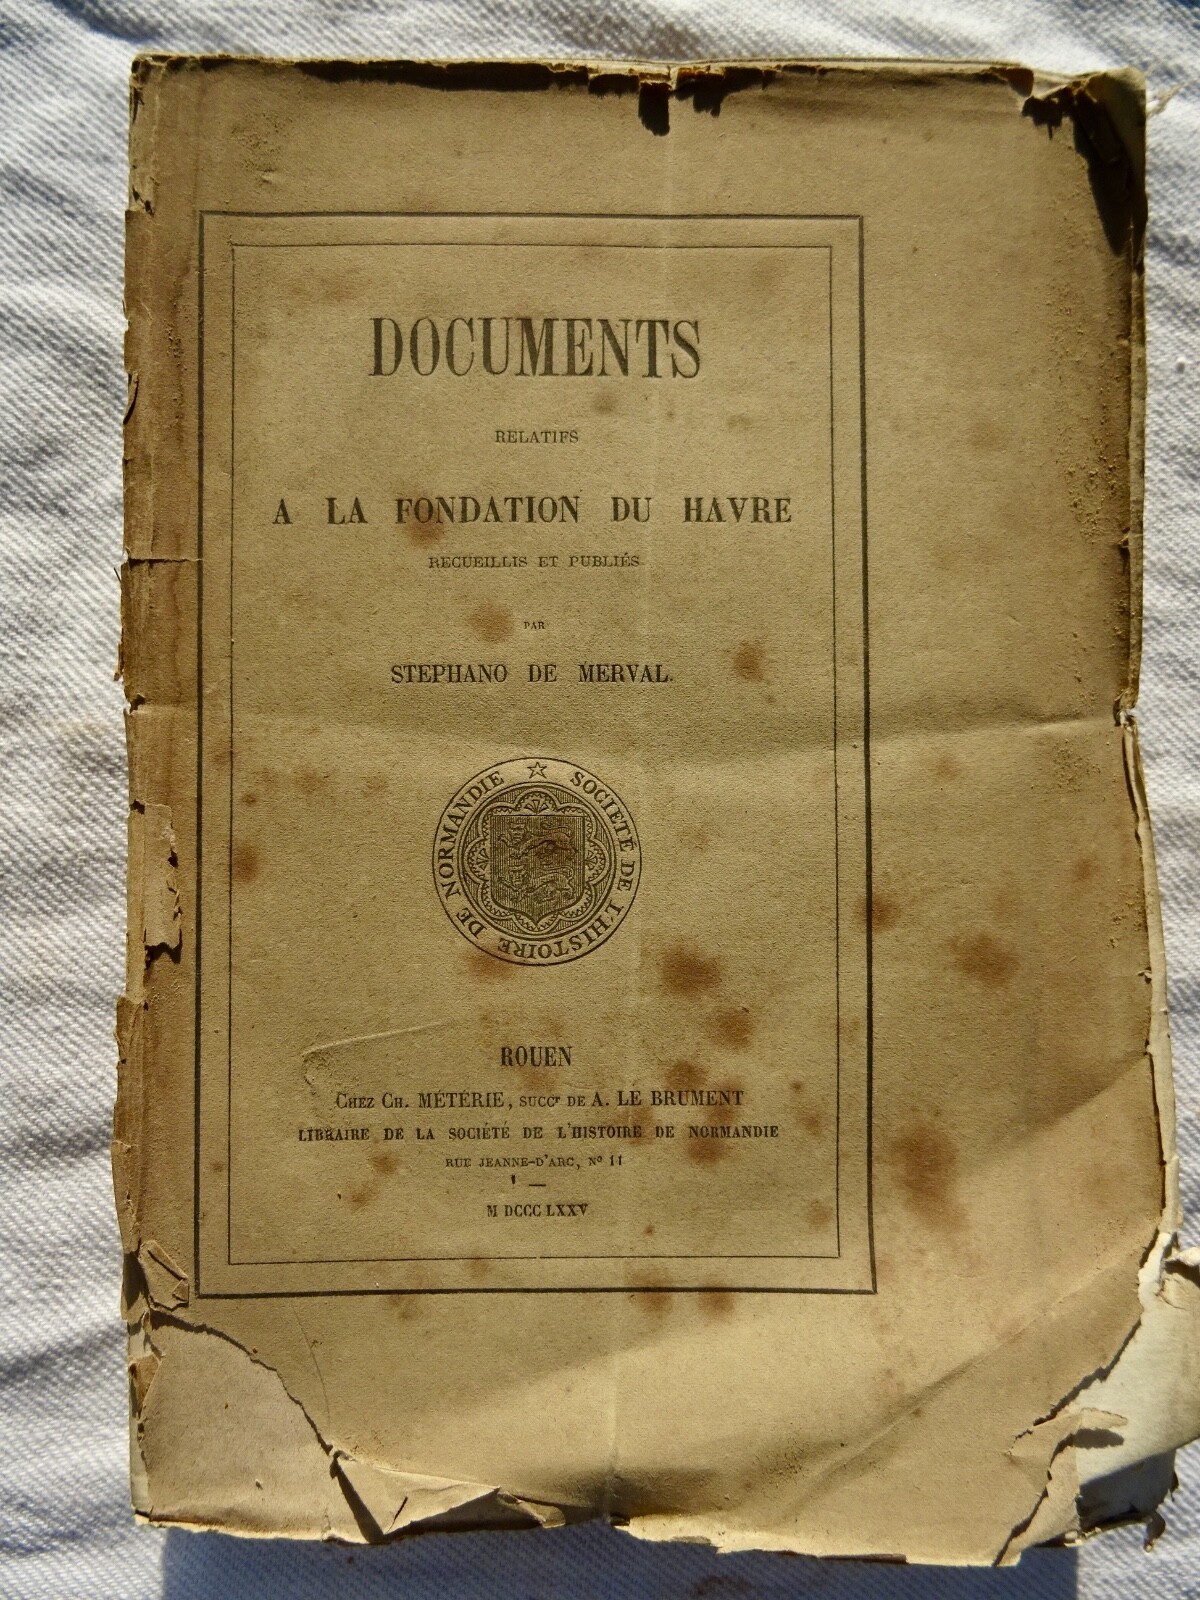 DOCUMENTS
RELATIFS
A LA FONDATION DU HAVRE
RECUEILLIS ET PUBLIÉS
PAR
STEPHANO DE MERVAL.
SOCIÉTÉ DE L'HISTOIRE DE NORMANDIE
ROUEN
CHEZ CH. MÉTÉRIE, SUCCr DE A. LE BRUMENT
LIBRAIRE DE LA SOCIÉTÉ DE L'HISTOIRE DE NORMANDIE
RUE JEANNE-D'ARC, No 11
M DCCC LXXV